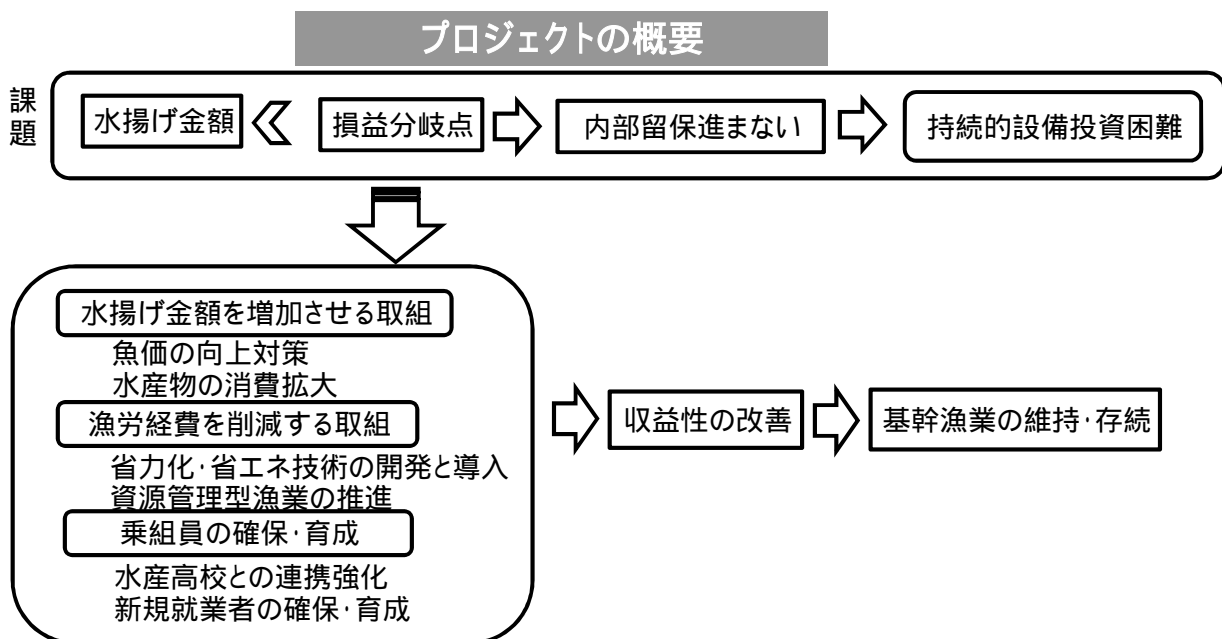 プロジェクトの概要
課題
水揚げ金額
損益分岐点
内部留保進まない
持続的設備投資困難
水揚げ金額を増加させる取組
魚価の向上対策
水産物の消費拡大
漁労経費を削減する取組
省力化・省エネ技術の開発と導入
資源管理型漁業の推進
乗組員の確保・育成
水産高校との連携強化
新規就業者の確保・育成
収益性の改善
基幹漁業の維持・存続